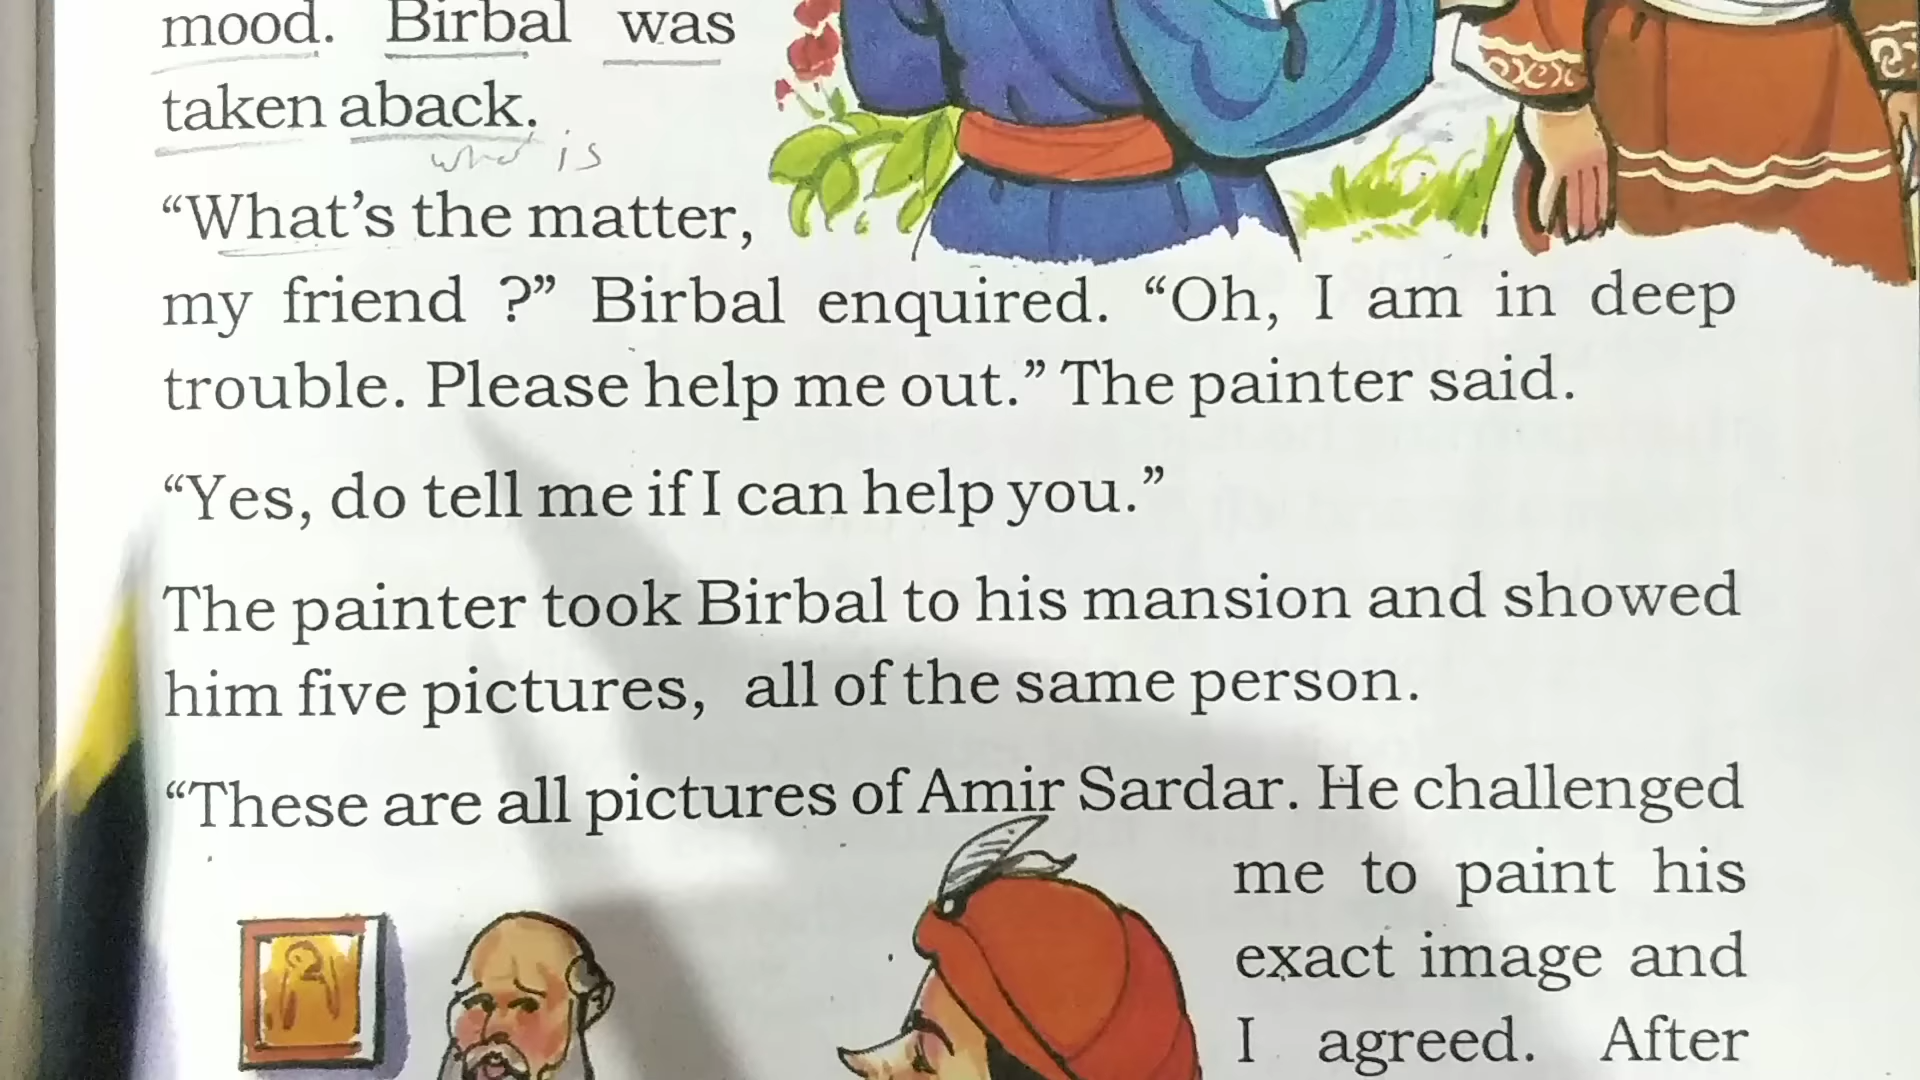 mood. Birbal was
taken aback.
what is
“What’s the matter,
my friend ?” Birbal enquired. “Oh, I am in deep
trouble. Please help me out.” The painter said.
“Yes, do tell me if I can help you.”
The painter took Birbal to his mansion and showed
him five pictures, all of the same person.
“These are all pictures of Amir Sardar. He challenged
me to paint his
exact image and
I agreed. After